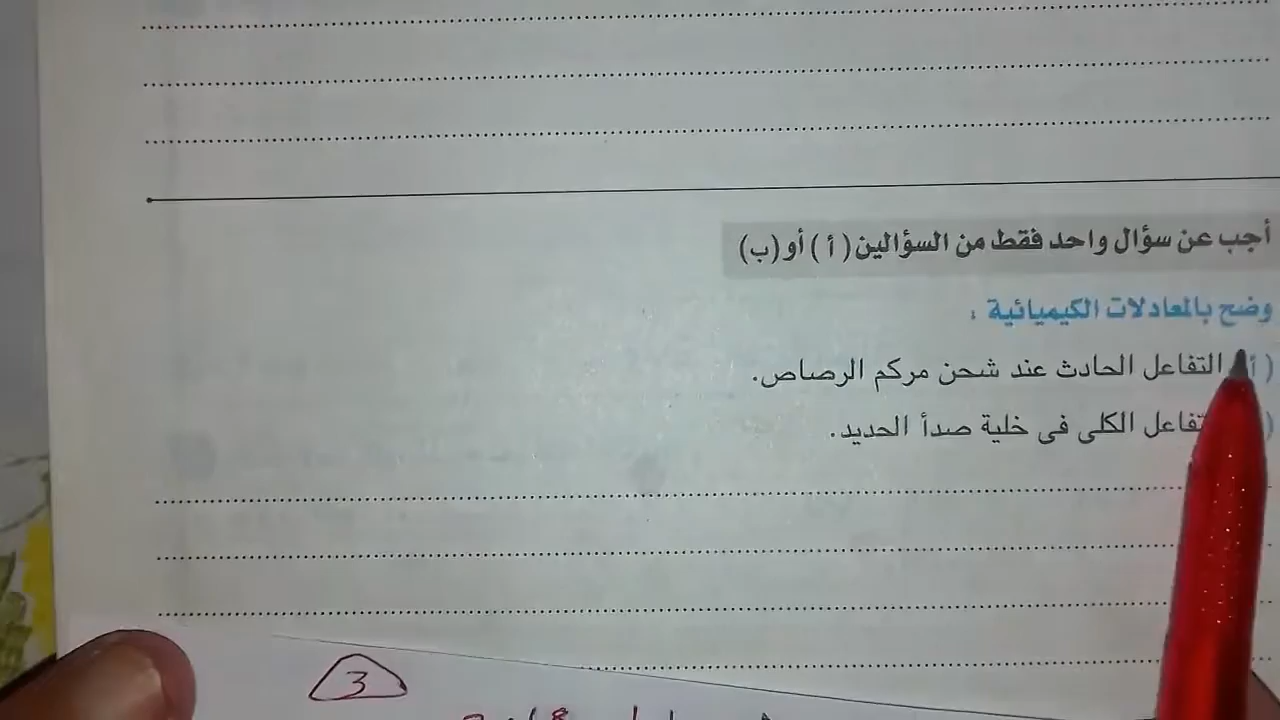 أجب عن سؤال واحد فقط من السؤالين (أ) أو (ب)
وضح بالمعادلات الكيميائية :
(أ) التفاعل الحادث عند شحن مركم الرصاص.
الكلى فى خلية صدأ الحديد.
3